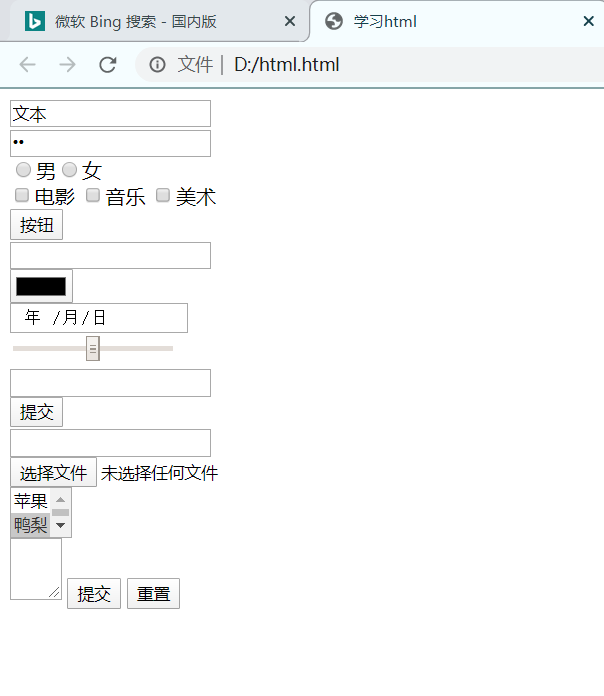 微软 Bing 搜索 - 国内版
学习html
文件 | D:/html.html
文本
••
男 女
电影 音乐 美术
按钮
年 /月/日
提交
选择文件 未选择任何文件
苹果
鸭梨
提交 重置